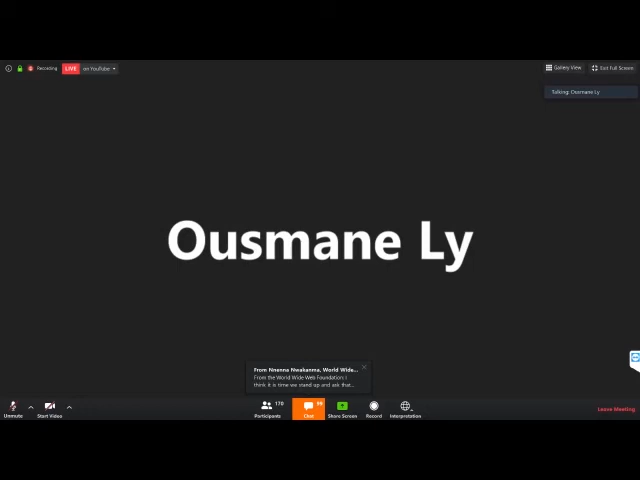 Recording LIVE on YouTube
Gallery View Exit Full Screen
Talking: Ousmane Ly
Ousmane Ly
From Nnenna Nwakanma, World Wide...
From the World Wide Web Foundation: I
think it is time we stand up and ask that...
170
Unmute Start Video Participants Chat Share Screen Record Interpretation
Leave Meeting